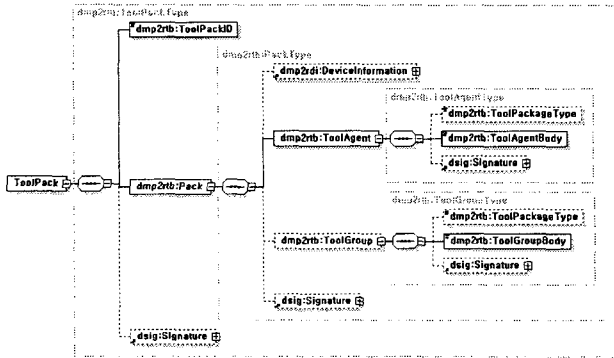 dmp2rtb:ToolPackType
dmp2rtb:ToolPackID
dmp2rtb:PackType
dmp2rdi:DeviceInformation
dmp2rtb:ToolAgentType
dmp2rtb:ToolPackageType
dmp2rtb:ToolAgent
dmp2rtb:ToolAgentBody
dsig:Signature
ToolPack
dmp2rtb:Pack
dmp2rtb:ToolGroupType
dmp2rtb:ToolPackageType
dmp2rtb:ToolGroup
dmp2rtb:ToolGroupBody
dsig:Signature
dsig:Signature
dsig:Signature